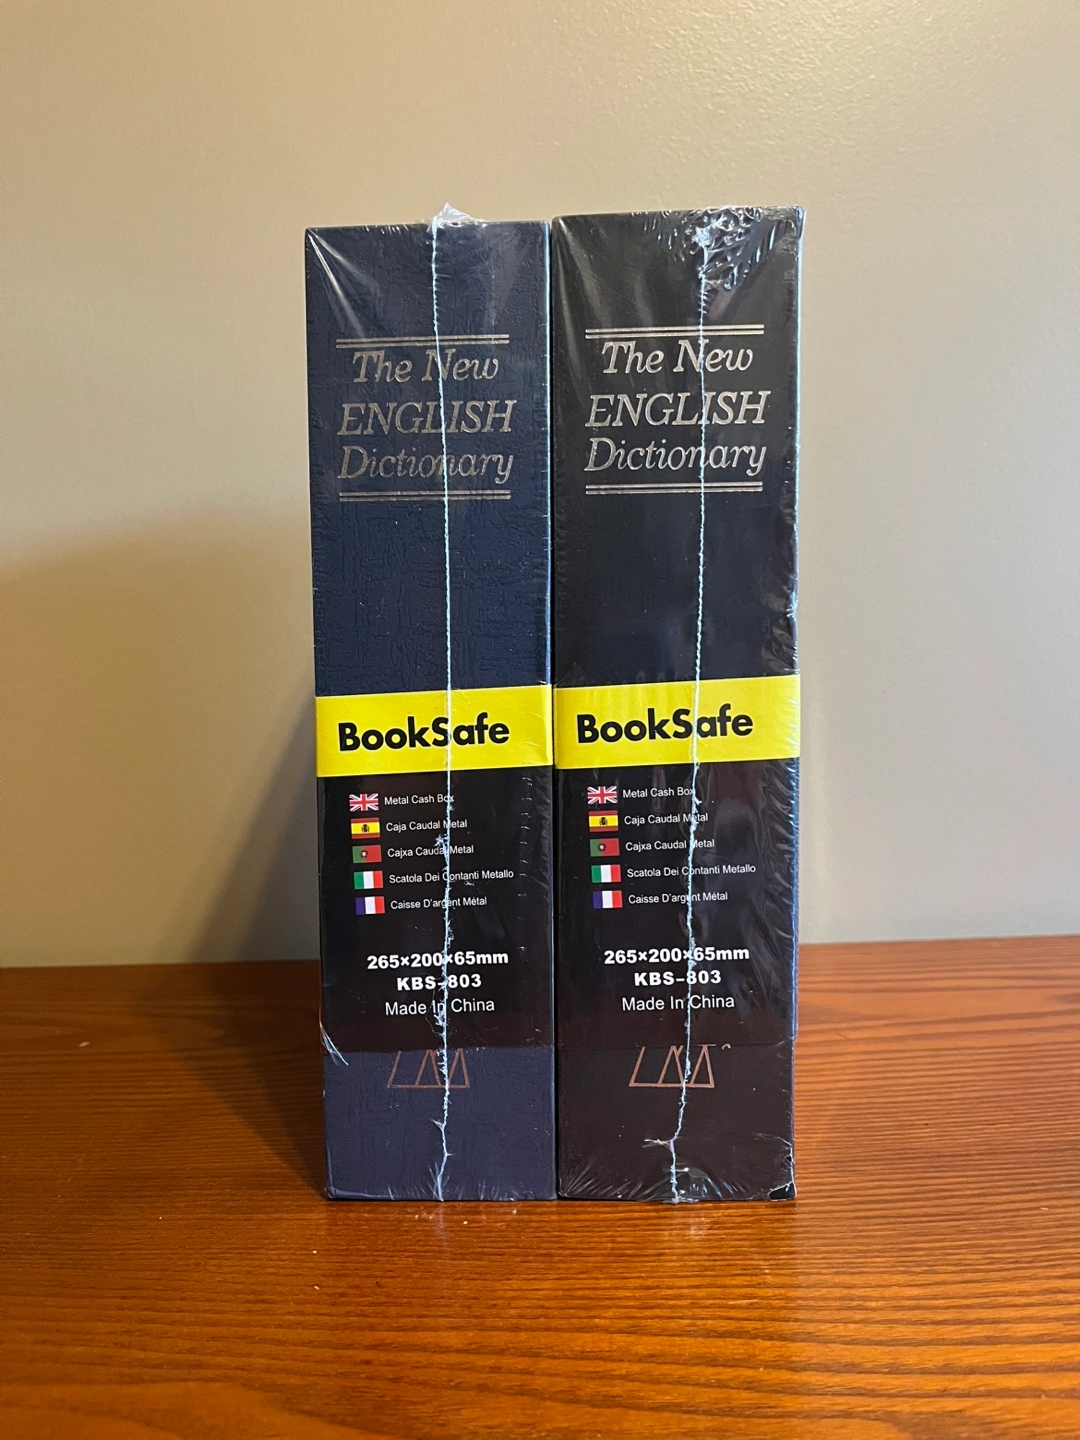 The New
ENGLISH
Dictionary
BookSafe
Metal Cash Box
Caja Caudal Metal
Cajxa Caudal Metal
Scatola Dei Contanti Metallo
Caisse D'argent Métal
265×200×65mm
KBS-803
Made In China
The New
ENGLISH
Dictionary
BookSafe
Metal Cash Box
Caja Caudal Metal
Cajxa Caudal Metal
Scatola Dei Contanti Metallo
Caisse D'argent Métal
265×200×65mm
KBS-803
Made In China